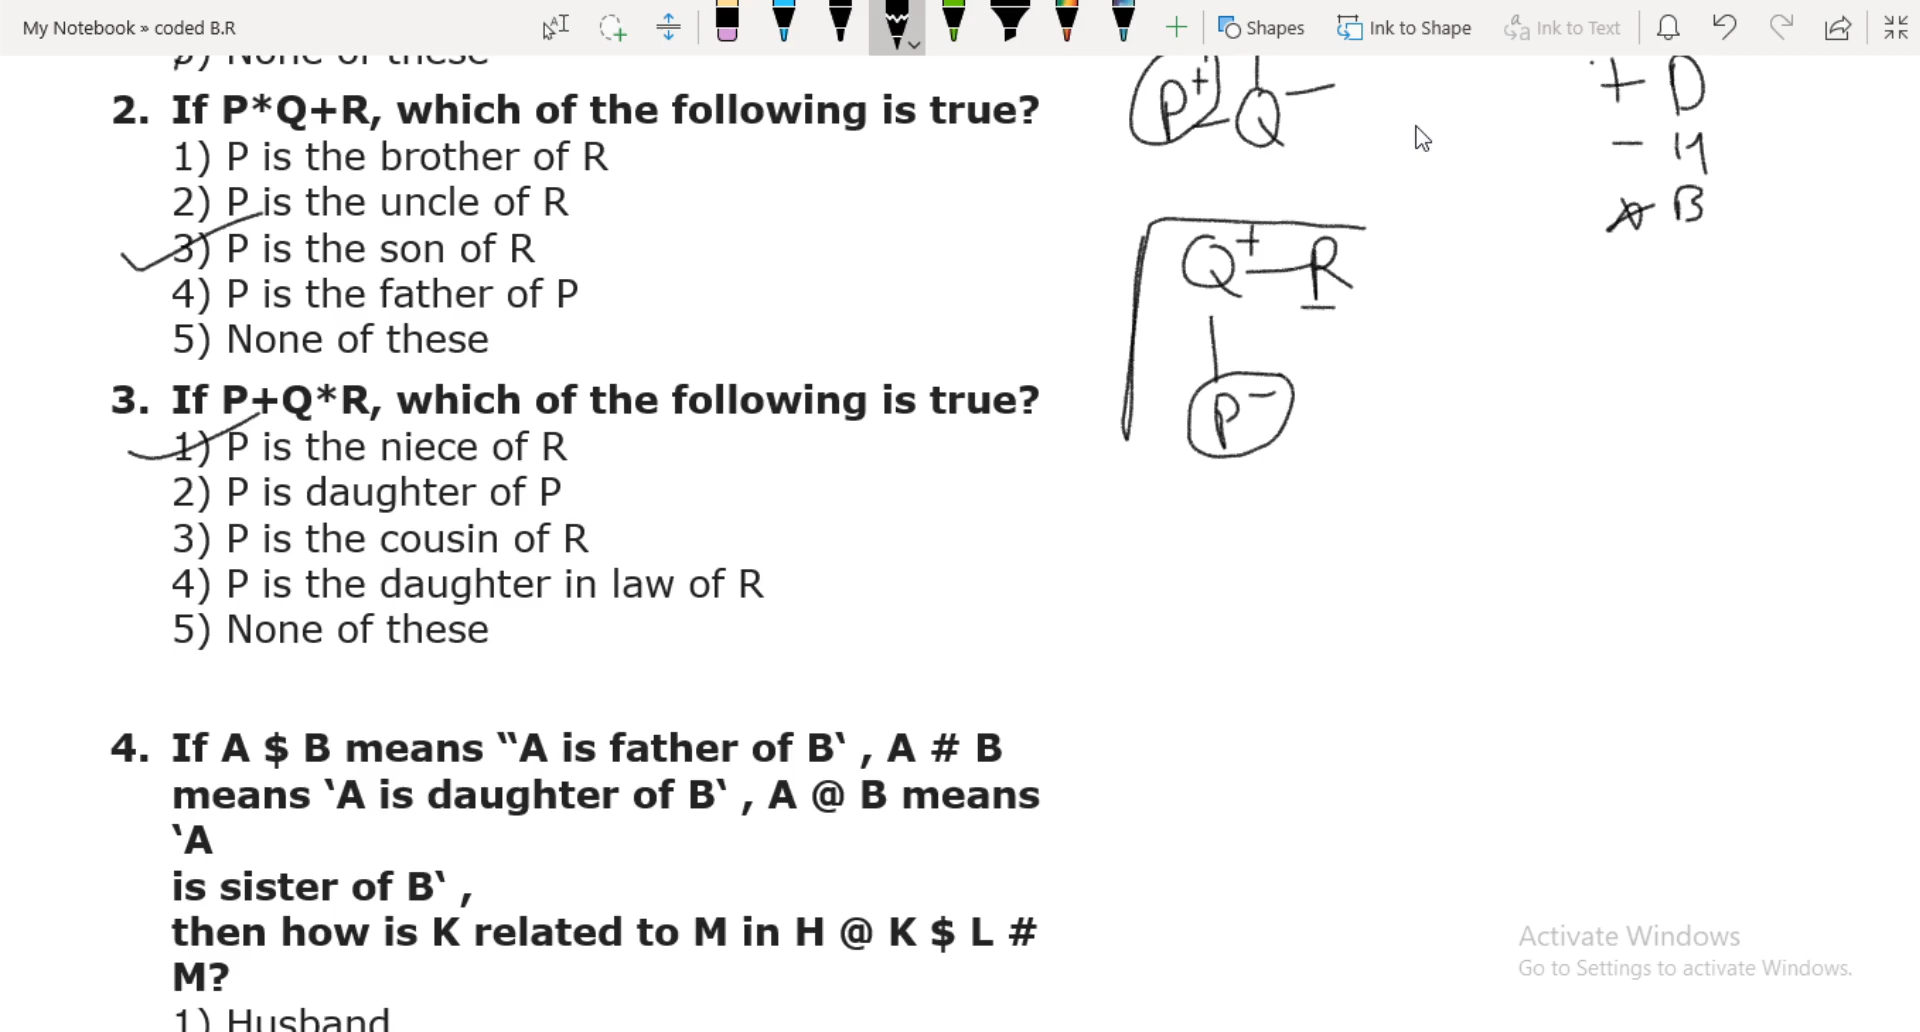 My Notebook » coded B.R
Shapes
Ink to Shape
Ink to Text
5) None of these
2. If P*Q+R, which of the following is true?
1) P is the brother of R
2) P is the uncle of R
3) P is the son of R
4) P is the father of P
5) None of these
3. If P+Q*R, which of the following is true?
1) P is the niece of R
2) P is daughter of P
3) P is the cousin of R
4) P is the daughter in law of R
5) None of these
4. If A $ B means “A is father of B‘ , A # B
means ‘A is daughter of B‘ , A @ B means
‘A
is sister of B‘ ,
then how is K related to M in H @ K $ L #
M?
1) Husband
P+ Q −
Q+ R
P −
+ D
− H
* B
Activate Windows
Go to Settings to activate Windows.